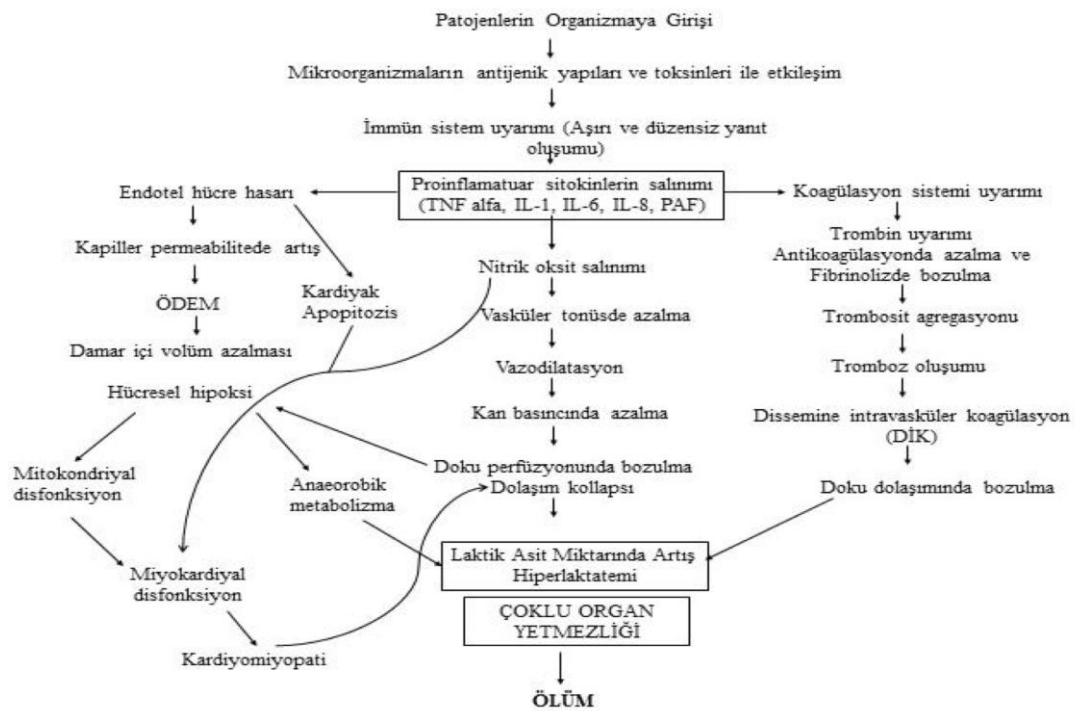 Patojenlerin Organizmaya Girişi
Mikroorganizmaların antijenik yapıları ve toksinleri ile etkileşim
İmmün sistem uyarımı (Aşırı ve düzensiz yanıt
oluşumu)
Proinflamatuar sitokinlerin salınımı
(TNF alfa, IL-1, IL-6, IL-8, PAF)
Endotel hücre hasarı
Kapiller permeabilitede artış
ÖDEM
Damar içi volüm azalması
Kardiyak
Apopitozis
Hücresel hipoksi
Mitokondriyal
disfonksiyon
Anaeorobik
metabolizma
Miyokardiyal
disfonksiyon
Kardiyomiyopati
Nitrik oksit salınımı
Vasküler tonüsde azalma
Vazodilatasyon
Kan basıncında azalma
Doku perfüzyonunda bozulma
Dolaşım kollapsı
Koagülasyon sistemi uyarımı
Trombin uyarımı
Antikoagülasyonda azalma ve
Fibrinolizde bozulma
Trombosit agregasyonu
Tromboz oluşumu
Dissemine intravasküler koagülasyon
(DİK)
Doku dolaşımında bozulma
Laktik Asit Miktarında Artış
Hiperlaktatemi
ÇOKLU ORGAN
YETMEZLİĞİ
ÖLÜM